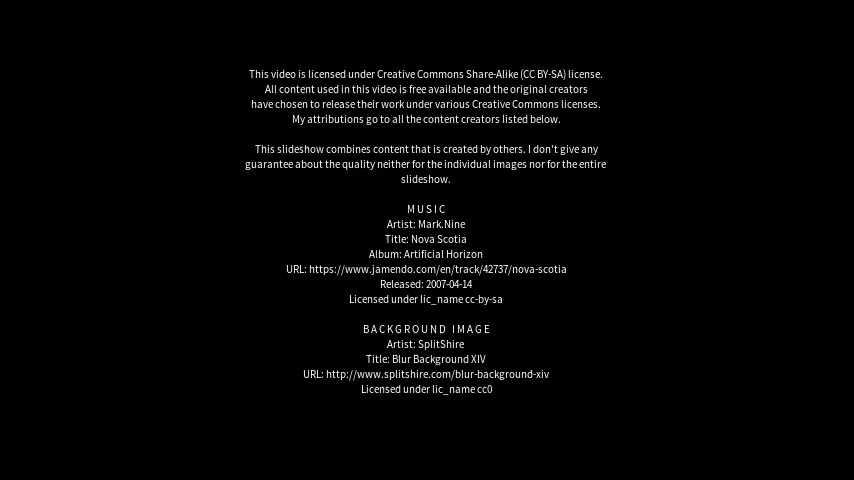 This video is licensed under Creative Commons Share-Alike (CC BY-SA) license.
All content used in this video is free available and the original creators
have chosen to release their work under various Creative Commons licenses.
My attributions go to all the content creators listed below.
This slideshow combines content that is created by others. I don't give any
guarantee about the quality neither for the individual images nor for the entire
slideshow.
MUSIC
Artist: Mark.Nine
Title: Nova Scotia
Album: Artificial Horizon
URL: https://www.jamendo.com/en/track/42737/nova-scotia
Released: 2007-04-14
Licensed under lic_name cc-by-sa
BACKGROUND IMAGE
Artist: SplitShire
Title: Blur Background XIV
URL: http://www.splitshire.com/blur-background-xiv
Licensed under lic_name cc0